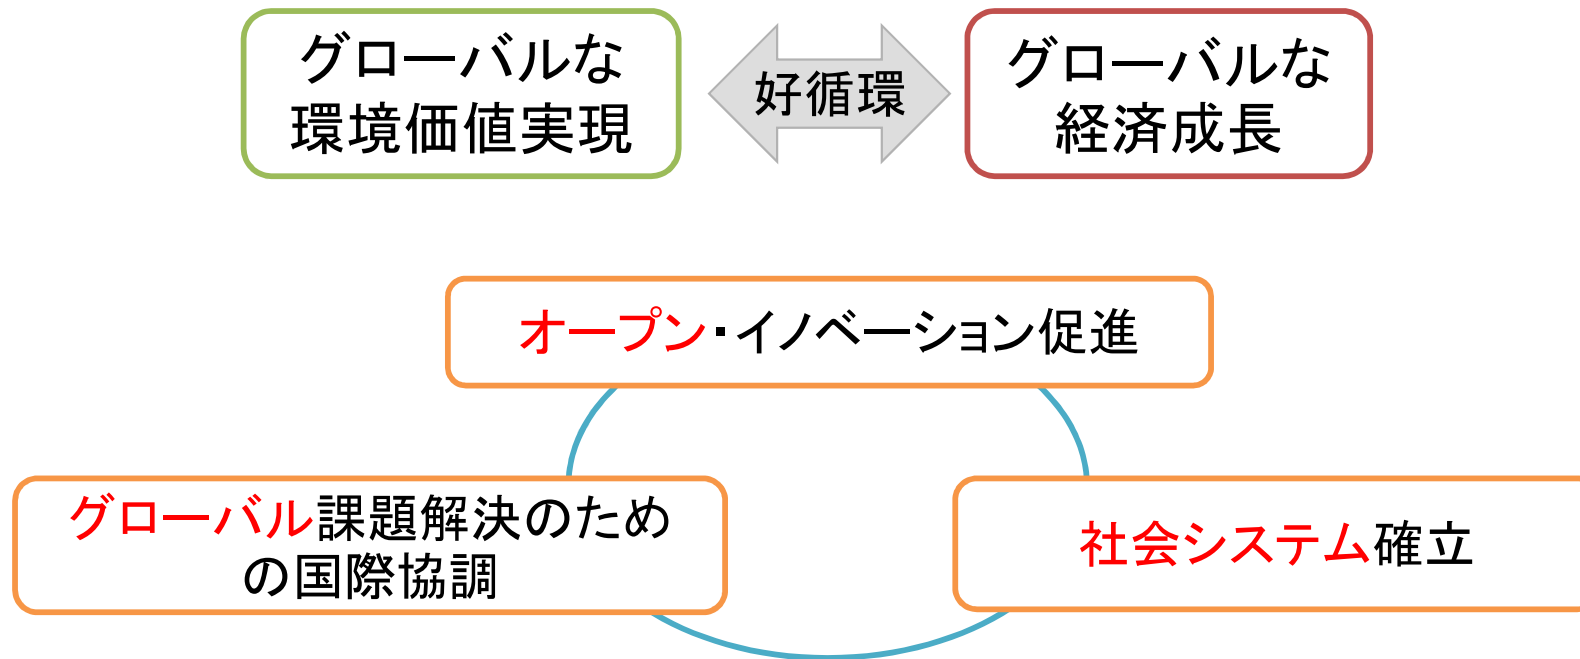 グローバルな
環境価値実現
好循環
グローバルな
経済成長
オープン・イノベーション促進
グローバル課題解決のため
の国際協調
社会システム確立